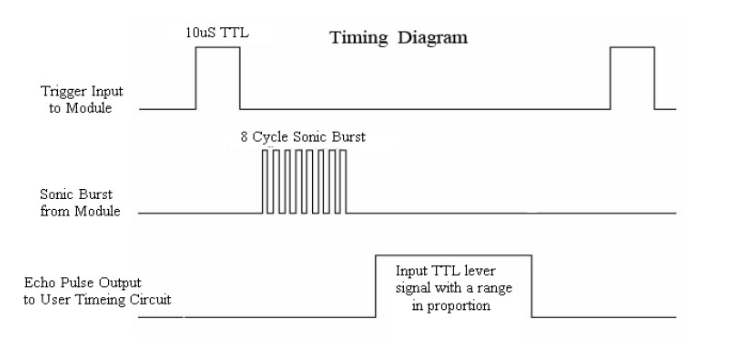 10uS TTL
Timing Diagram
Trigger Input
to Module
8 Cycle Sonic Burst
Sonic Burst
from Module
Echo Pulse Output
to User Timeing Circuit
Input TTL lever
signal with a range
in proportion